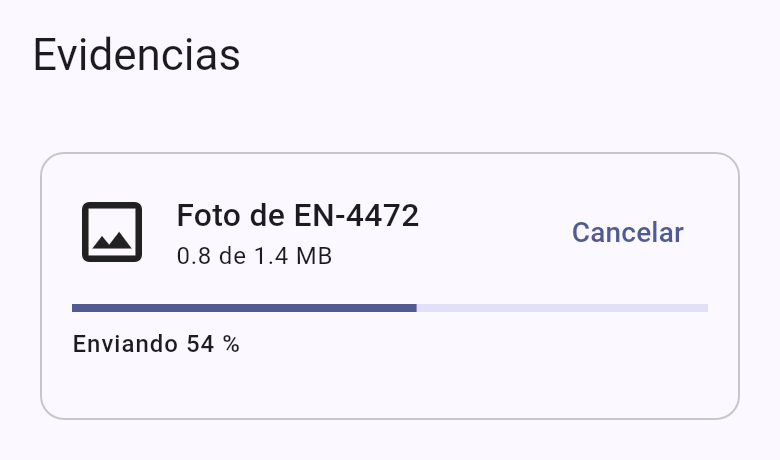 Evidencias
Foto de EN-4472
0.8 de 1.4 MB
Cancelar
Enviando 54 %